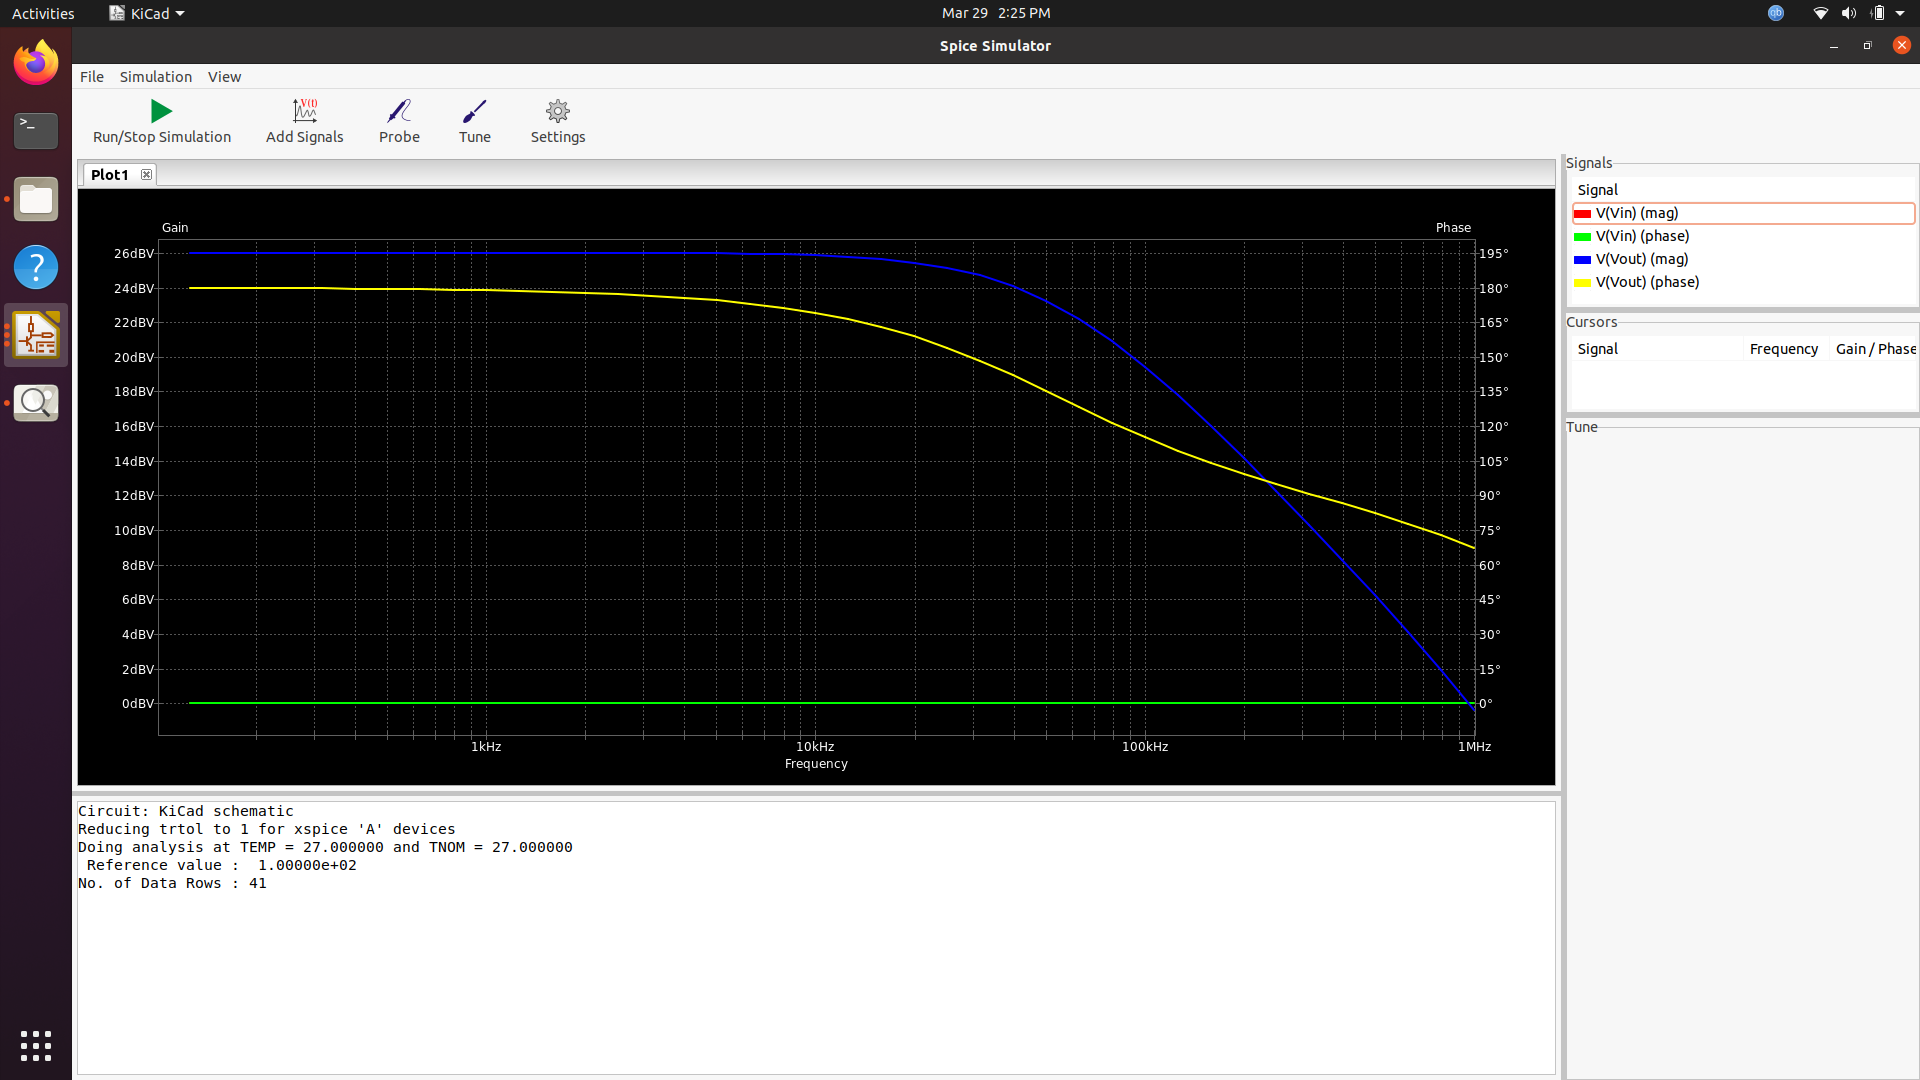 Activities KiCad Mar 29 2:25 PM qb
Spice Simulator
File Simulation View
Run/Stop Simulation Add Signals Probe Tune Settings
V(t)
Plot1
Gain Phase
26dBV 195°
24dBV 180°
22dBV 165°
20dBV 150°
18dBV 135°
16dBV 120°
14dBV 105°
12dBV 90°
10dBV 75°
8dBV 60°
6dBV 45°
4dBV 30°
2dBV 15°
0dBV 0°
1kHz 10kHz 100kHz 1MHz
Frequency
Signals
Signal
V(Vin) (mag)
V(Vin) (phase)
V(Vout) (mag)
V(Vout) (phase)
Cursors
Signal Frequency Gain / Phase
Tune
Circuit: KiCad schematic
Reducing trtol to 1 for xspice 'A' devices
Doing analysis at TEMP = 27.000000 and TNOM = 27.000000
Reference value : 1.00000e+02
No. of Data Rows : 41